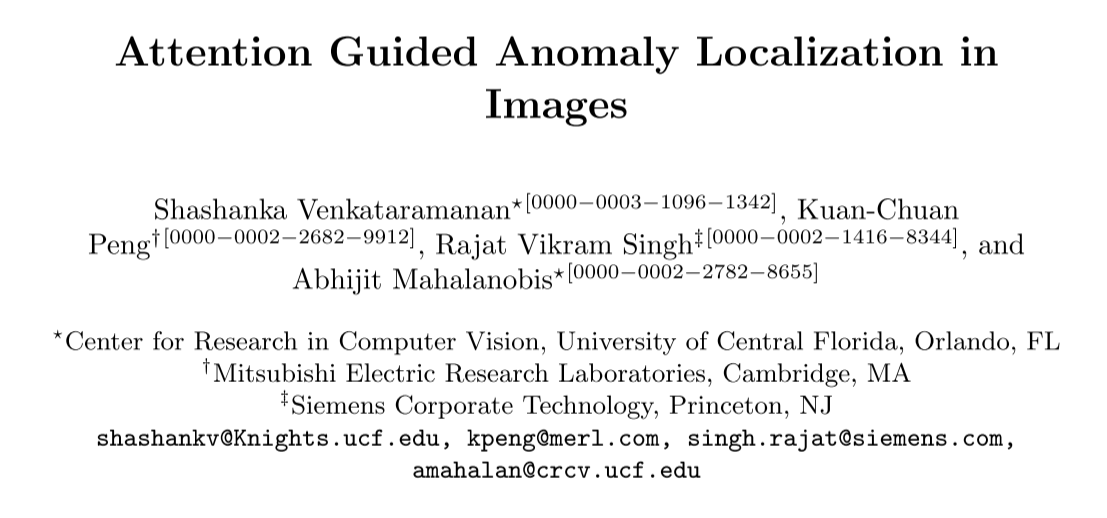 Attention Guided Anomaly Localization in
Images
Shashanka Venkataramanan⋆[0000−0003−1096−1342], Kuan-Chuan
Peng†[0000−0002−2682−9912], Rajat Vikram Singh‡[0000−0002−1416−8344], and
Abhijit Mahalanobis⋆[0000−0002−2782−8655]
⋆Center for Research in Computer Vision, University of Central Florida, Orlando, FL
†Mitsubishi Electric Research Laboratories, Cambridge, MA
‡Siemens Corporate Technology, Princeton, NJ
shashankv@Knights.ucf.edu, kpeng@merl.com, singh.rajat@siemens.com,
amahalan@crcv.ucf.edu